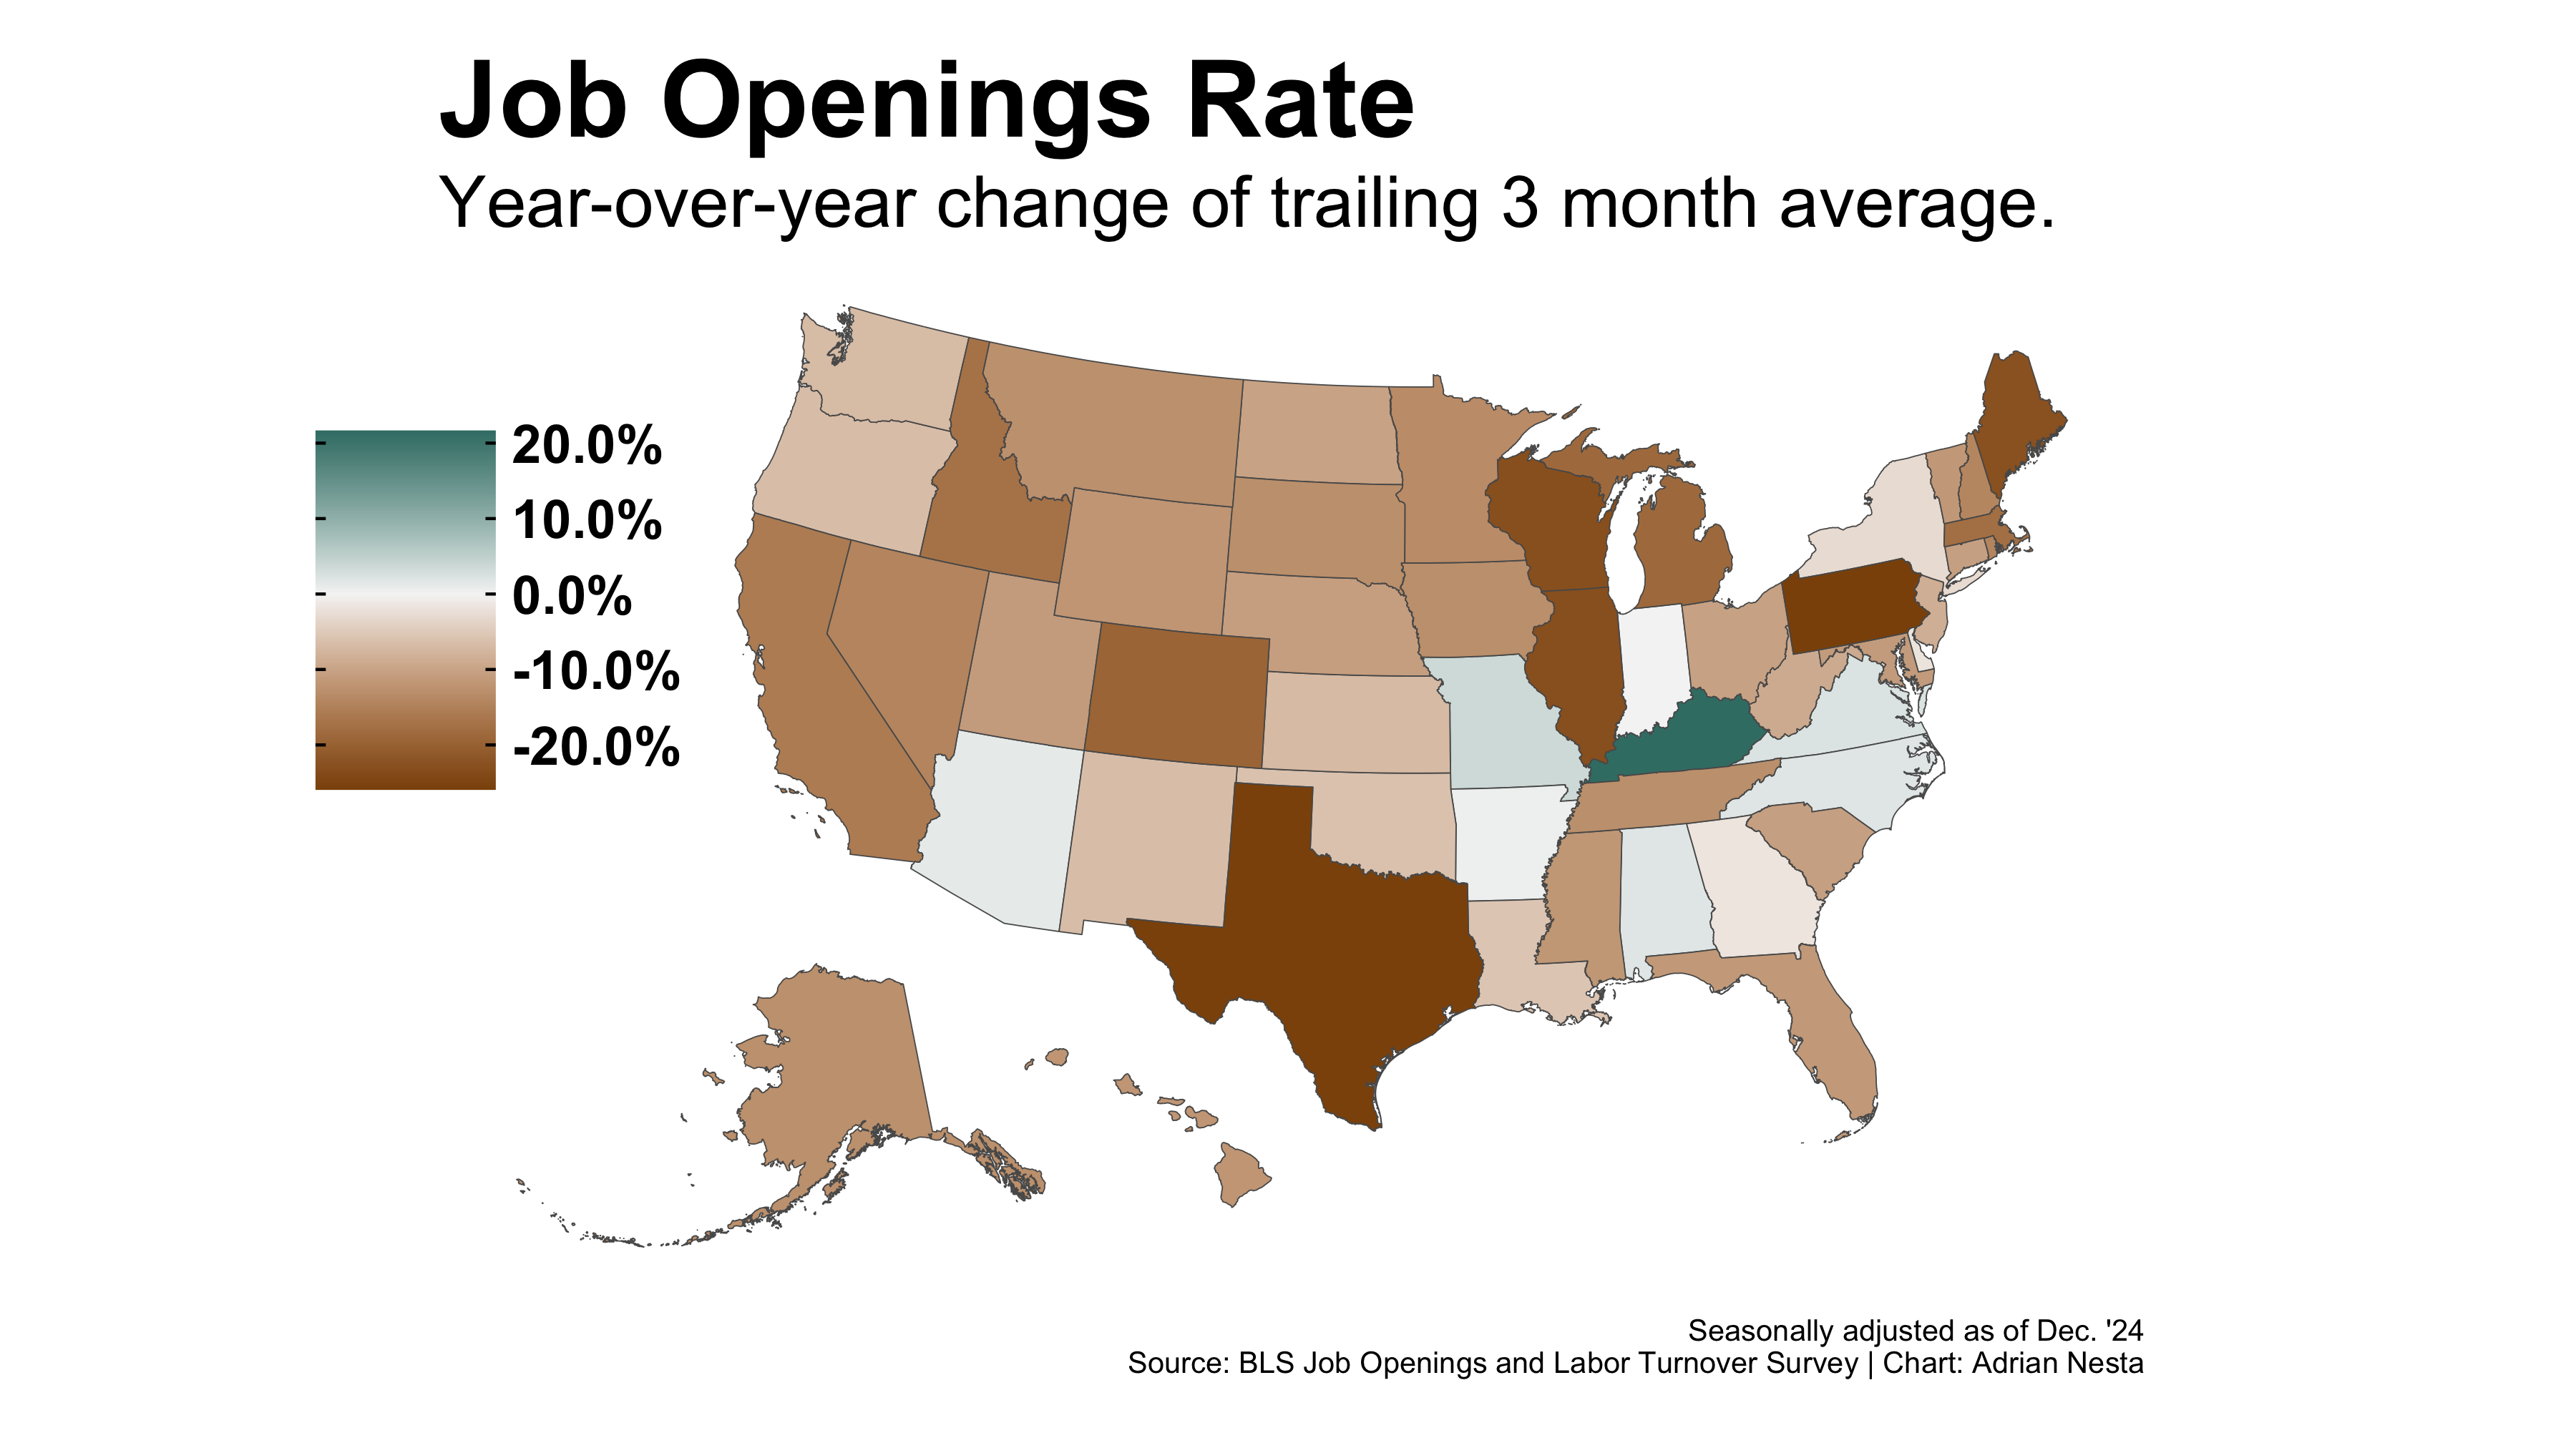 Job Openings Rate
Year-over-year change of trailing 3 month average.
20.0%
10.0%
0.0%
-10.0%
-20.0%
Seasonally adjusted as of Dec. '24
Source: BLS Job Openings and Labor Turnover Survey | Chart: Adrian Nesta